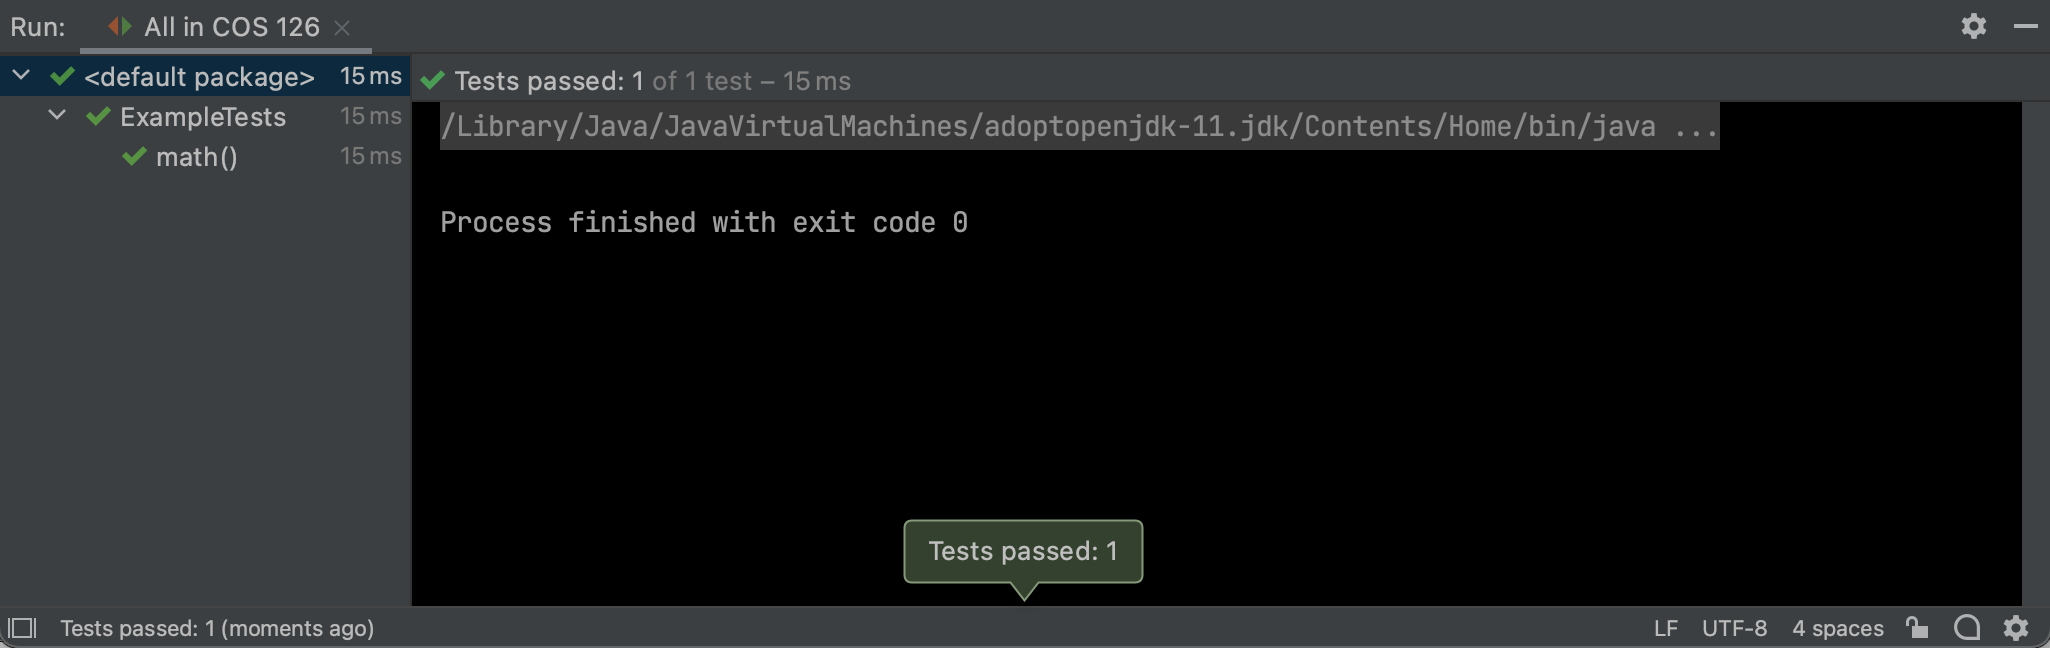 Run: All in COS 126
<default package> 15 ms
ExampleTests 15 ms
math() 15 ms
Tests passed: 1 of 1 test – 15 ms
/Library/Java/JavaVirtualMachines/adoptopenjdk-11.jdk/Contents/Home/bin/java ...
Process finished with exit code 0
Tests passed: 1
Tests passed: 1 (moments ago) LF UTF-8 4 spaces